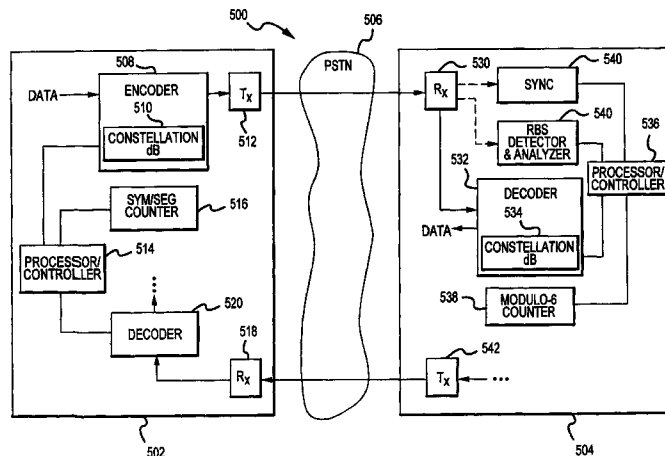 500
506
PSTN
508
ENCODER
510
CONSTELLATION
dB
DATA
TX
512
SYM/SEG
COUNTER
516
PROCESSOR/
CONTROLLER
514
520
DECODER
518
RX
502
530
RX
540
SYNC
540
RBS
DETECTOR
& ANALYZER
536
PROCESSOR/
CONTROLLER
532
DECODER
534
CONSTELLATION
dB
DATA
538
MODULO-6
COUNTER
542
TX
504